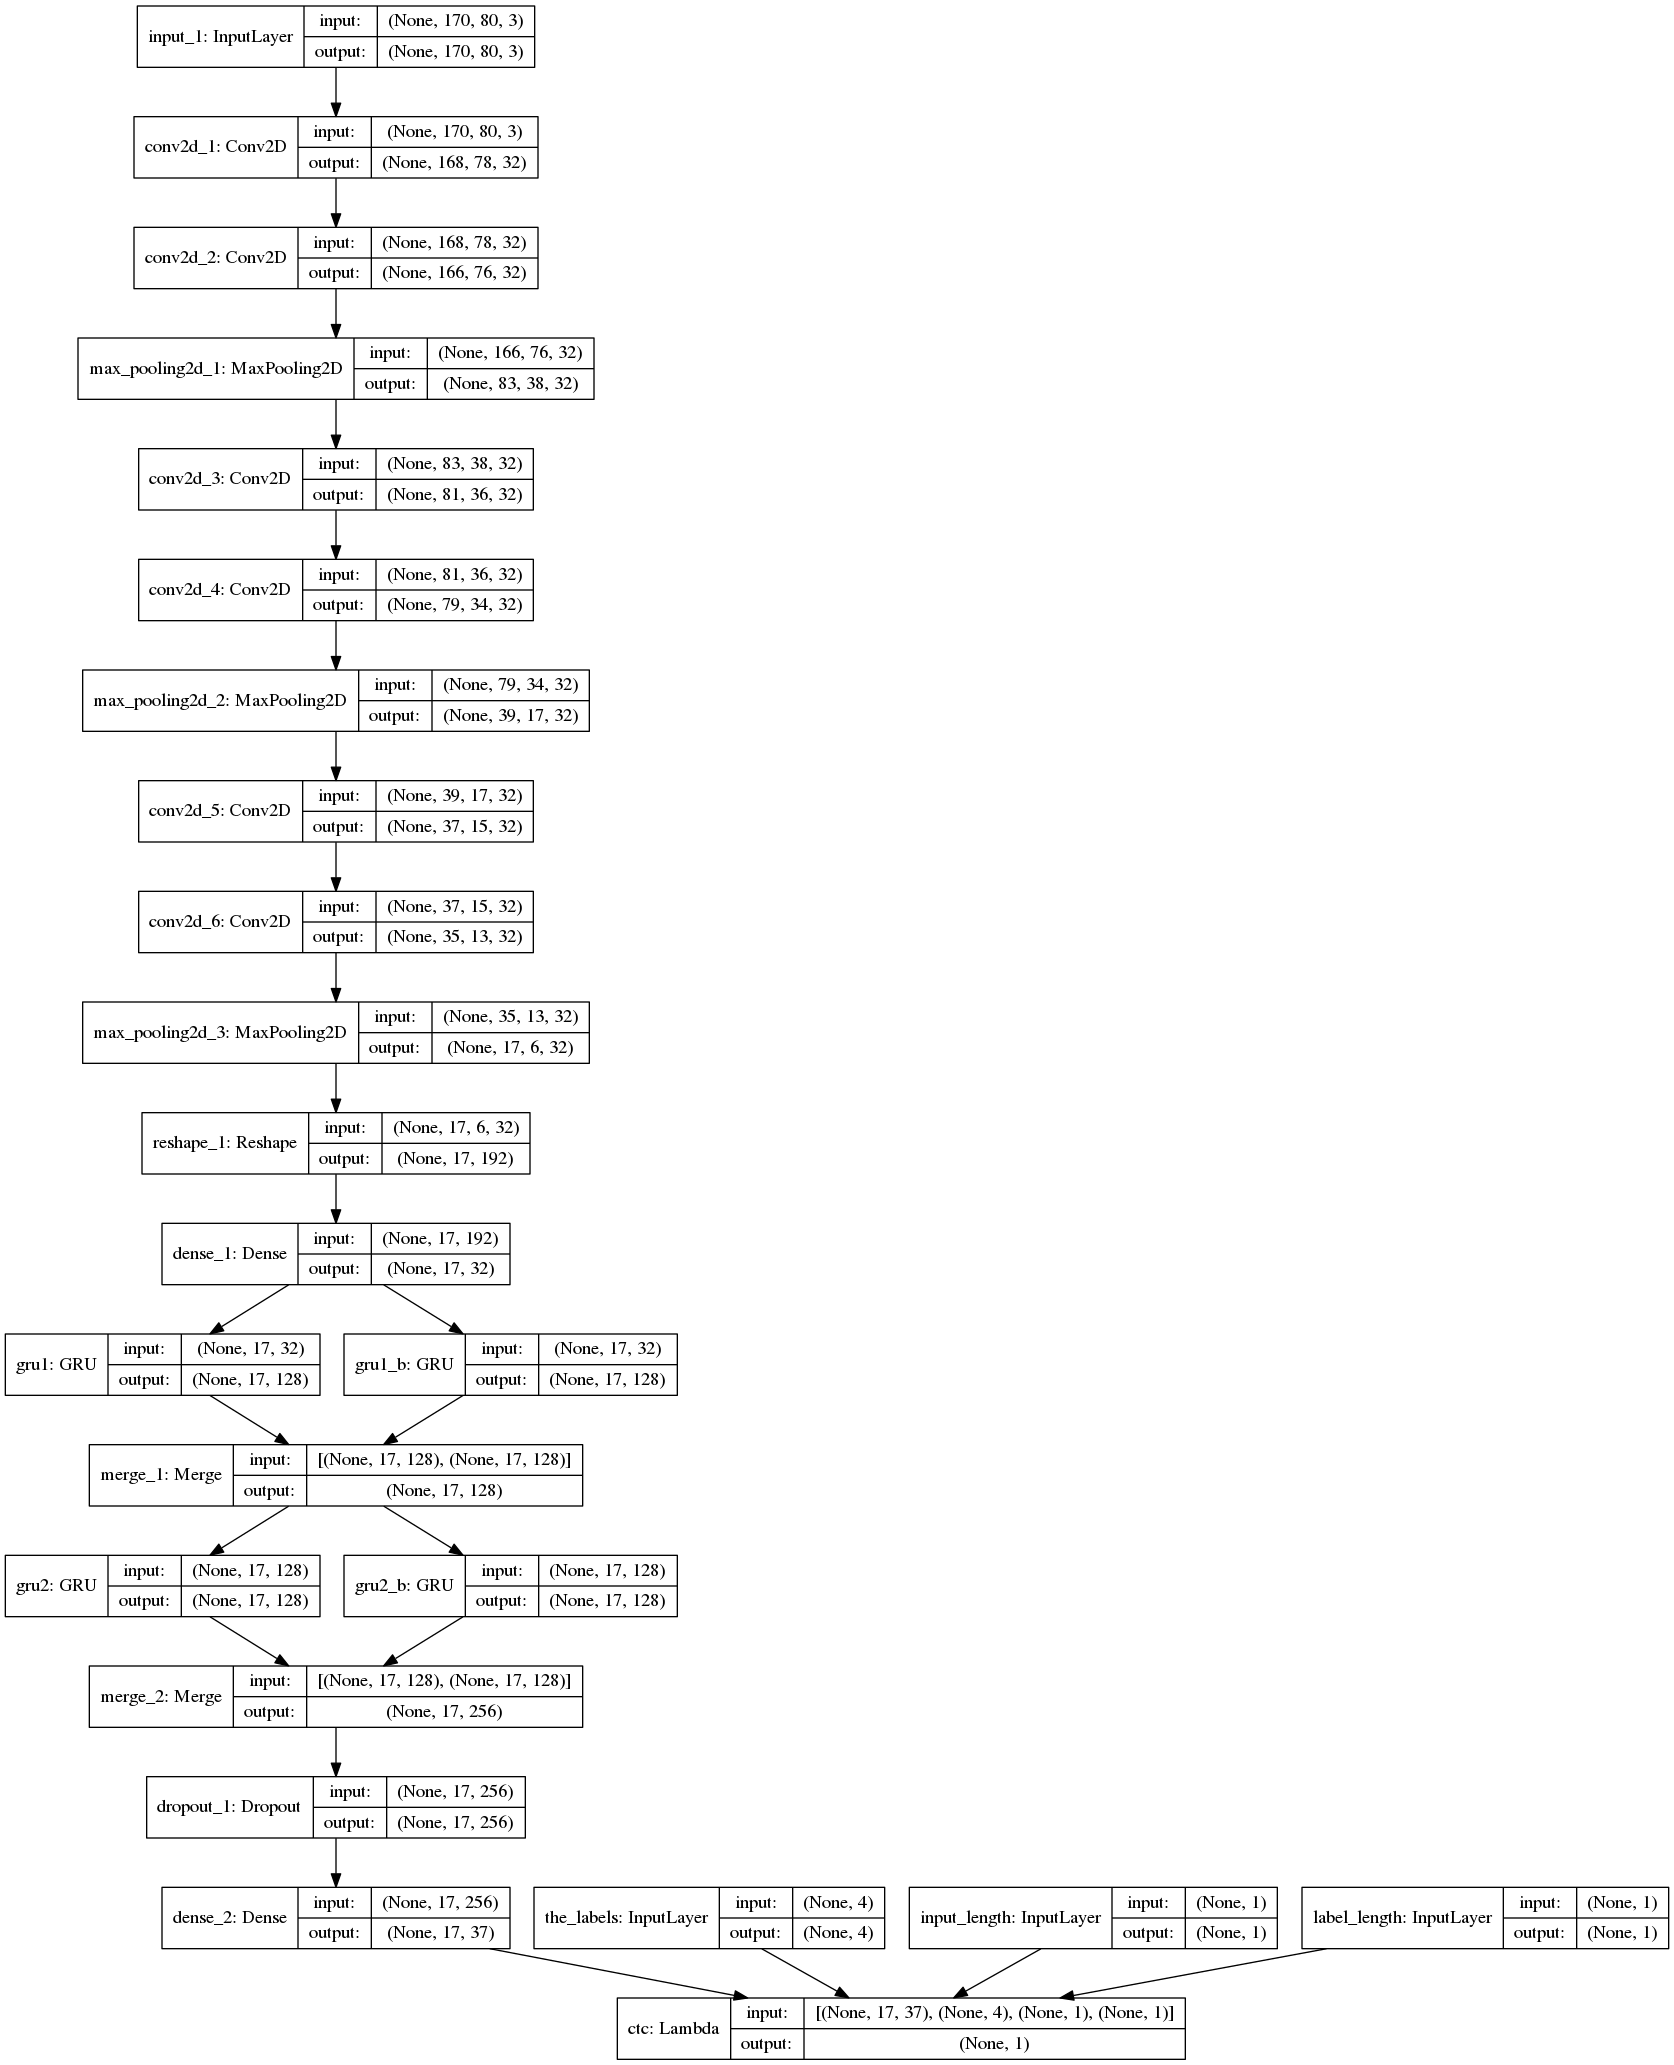 input_1: InputLayer input: (None, 170, 80, 3)
output: (None, 170, 80, 3)
conv2d_1: Conv2D input: (None, 170, 80, 3)
output: (None, 168, 78, 32)
conv2d_2: Conv2D input: (None, 168, 78, 32)
output: (None, 166, 76, 32)
max_pooling2d_1: MaxPooling2D input: (None, 166, 76, 32)
output: (None, 83, 38, 32)
conv2d_3: Conv2D input: (None, 83, 38, 32)
output: (None, 81, 36, 32)
conv2d_4: Conv2D input: (None, 81, 36, 32)
output: (None, 79, 34, 32)
max_pooling2d_2: MaxPooling2D input: (None, 79, 34, 32)
output: (None, 39, 17, 32)
conv2d_5: Conv2D input: (None, 39, 17, 32)
output: (None, 37, 15, 32)
conv2d_6: Conv2D input: (None, 37, 15, 32)
output: (None, 35, 13, 32)
max_pooling2d_3: MaxPooling2D input: (None, 35, 13, 32)
output: (None, 17, 6, 32)
reshape_1: Reshape input: (None, 17, 6, 32)
output: (None, 17, 192)
dense_1: Dense input: (None, 17, 192)
output: (None, 17, 32)
gru1: GRU input: (None, 17, 32)
output: (None, 17, 128)
gru1_b: GRU input: (None, 17, 32)
output: (None, 17, 128)
merge_1: Merge input: [(None, 17, 128), (None, 17, 128)]
output: (None, 17, 128)
gru2: GRU input: (None, 17, 128)
output: (None, 17, 128)
gru2_b: GRU input: (None, 17, 128)
output: (None, 17, 128)
merge_2: Merge input: [(None, 17, 128), (None, 17, 128)]
output: (None, 17, 256)
dropout_1: Dropout input: (None, 17, 256)
output: (None, 17, 256)
dense_2: Dense input: (None, 17, 256)
output: (None, 17, 37)
the_labels: InputLayer input: (None, 4)
output: (None, 4)
input_length: InputLayer input: (None, 1)
output: (None, 1)
label_length: InputLayer input: (None, 1)
output: (None, 1)
ctc: Lambda input: [(None, 17, 37), (None, 4), (None, 1), (None, 1)]
output: (None, 1)